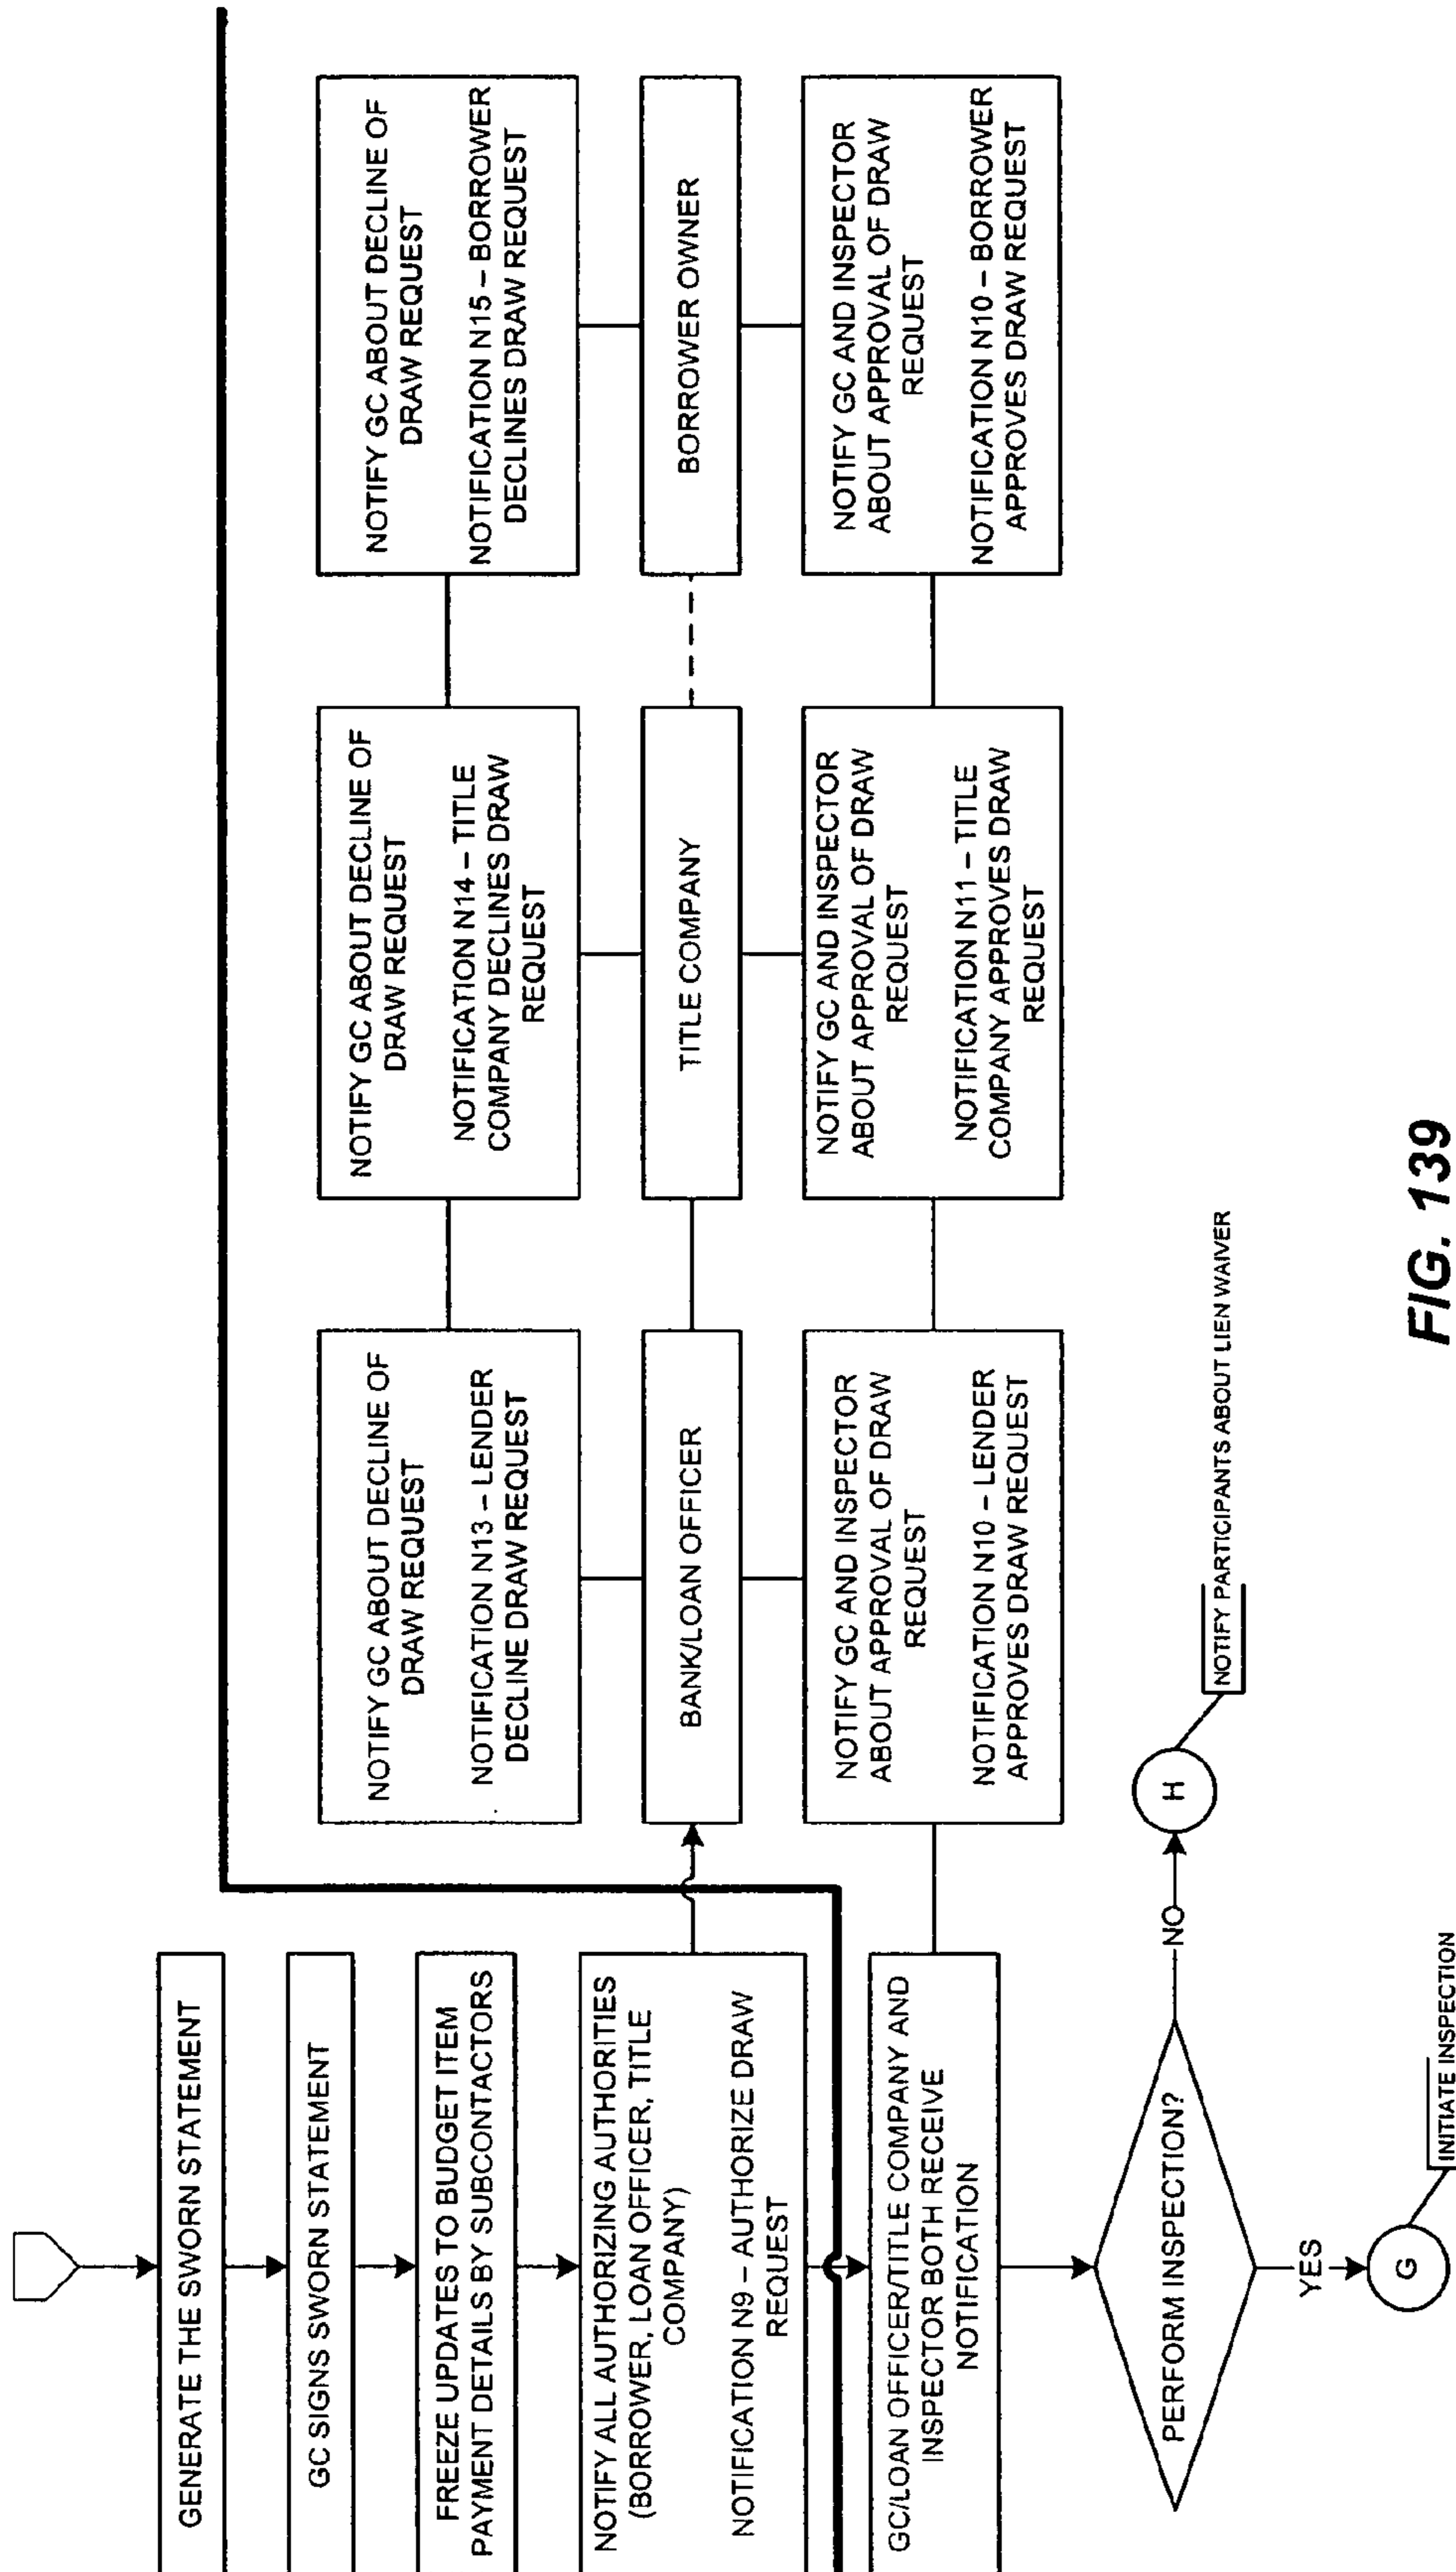 GENERATE THE SWORN STATEMENT
GC SIGNS SWORN STATEMENT
FREEZE UPDATES TO BUDGET ITEM
PAYMENT DETAILS BY SUBCONTACTORS
NOTIFY ALL AUTHORIZING AUTHORITIES
(BORROWER, LOAN OFFICER, TITLE
COMPANY)
NOTIFICATION N9 – AUTHORIZE DRAW
REQUEST
GC/LOAN OFFICER/TITLE COMPANY AND
INSPECTOR BOTH RECEIVE
NOTIFICATION
PERFORM INSPECTION?
YES
G
INITIATE INSPECTION
NO
H
NOTIFY PARTICIPANTS ABOUT LIEN WAIVER
NOTIFY GC ABOUT DECLINE OF
DRAW REQUEST
NOTIFICATION N13 – LENDER
DECLINE DRAW REQUEST
BANK/LOAN OFFICER
NOTIFY GC AND INSPECTOR
ABOUT APPROVAL OF DRAW
REQUEST
NOTIFICATION N10 – LENDER
APPROVES DRAW REQUEST
NOTIFY GC ABOUT DECLINE OF
DRAW REQUEST
NOTIFICATION N14 – TITLE
COMPANY DECLINES DRAW
REQUEST
TITLE COMPANY
NOTIFY GC AND INSPECTOR
ABOUT APPROVAL OF DRAW
REQUEST
NOTIFICATION N11 – TITLE
COMPANY APPROVES DRAW
REQUEST
NOTIFY GC ABOUT DECLINE OF
DRAW REQUEST
NOTIFICATION N15 – BORROWER
DECLINES DRAW REQUEST
BORROWER OWNER
NOTIFY GC AND INSPECTOR
ABOUT APPROVAL OF DRAW
REQUEST
NOTIFICATION N10 – BORROWER
APPROVES DRAW REQUEST
FIG. 139